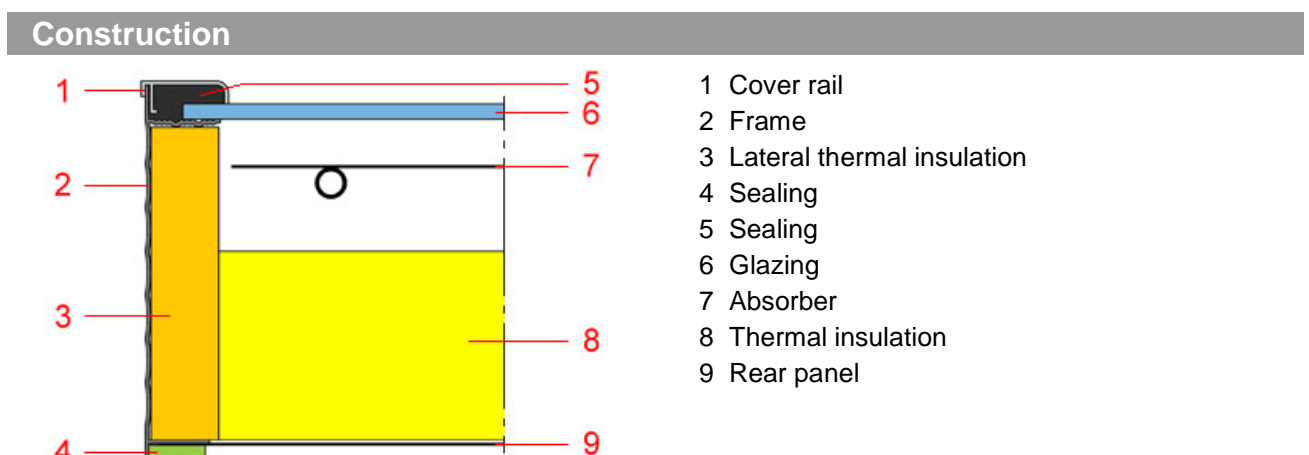 Construction
1
2
3
4
5
6
7
8
9
1 Cover rail
2 Frame
3 Lateral thermal insulation
4 Sealing
5 Sealing
6 Glazing
7 Absorber
8 Thermal insulation
9 Rear panel